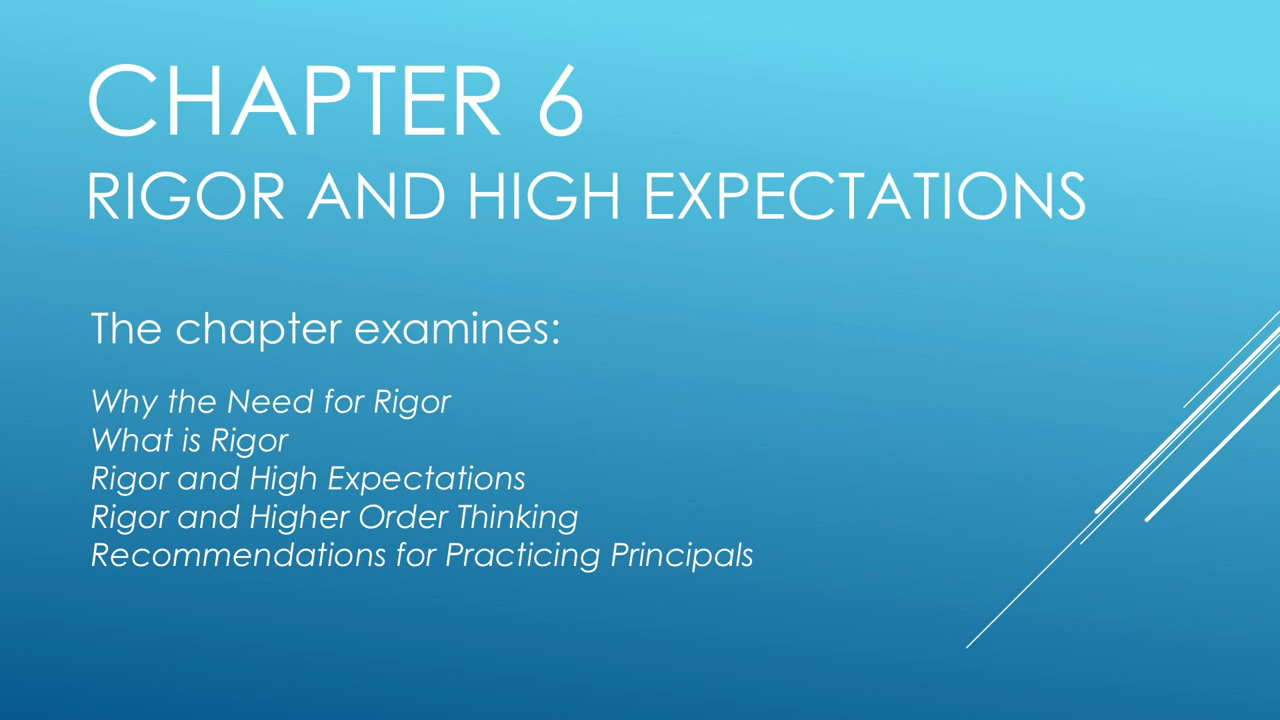 CHAPTER 6
RIGOR AND HIGH EXPECTATIONS
The chapter examines:
Why the Need for Rigor
What is Rigor
Rigor and High Expectations
Rigor and Higher Order Thinking
Recommendations for Practicing Principals